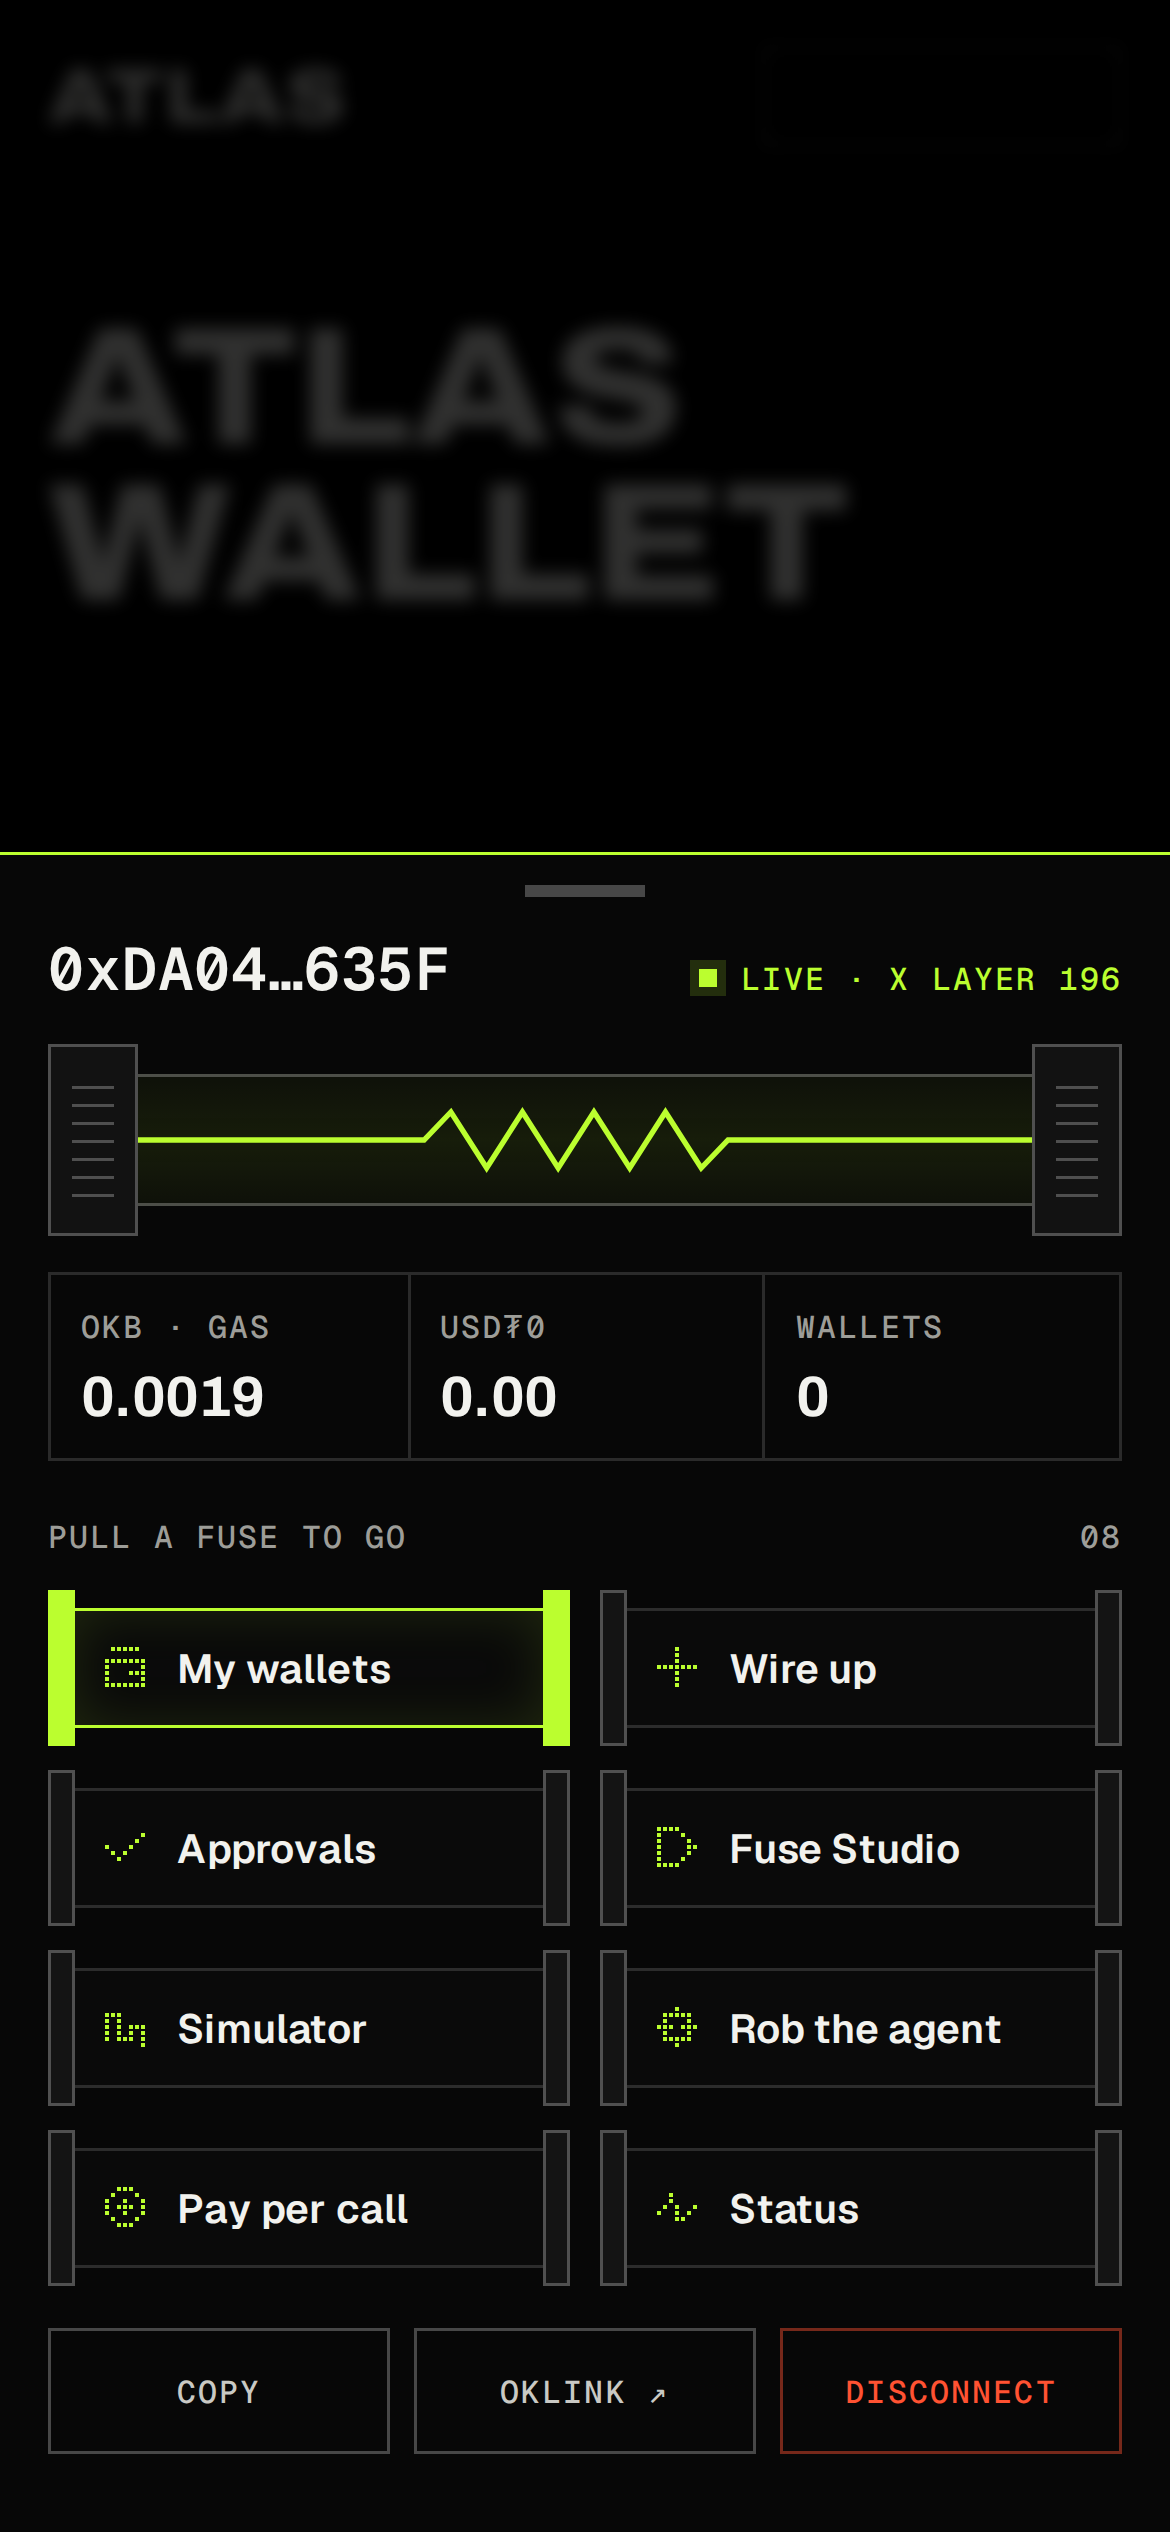 ATLAS
ATLAS
WALLET
0xDA04…635F
LIVE · X LAYER 196
OKB · GAS
USD₮0
WALLETS
0.0019
0.00
0
PULL A FUSE TO GO
08
My wallets
Wire up
Approvals
Fuse Studio
Simulator
Rob the agent
Pay per call
Status
COPY
OKLINK ↗
DISCONNECT